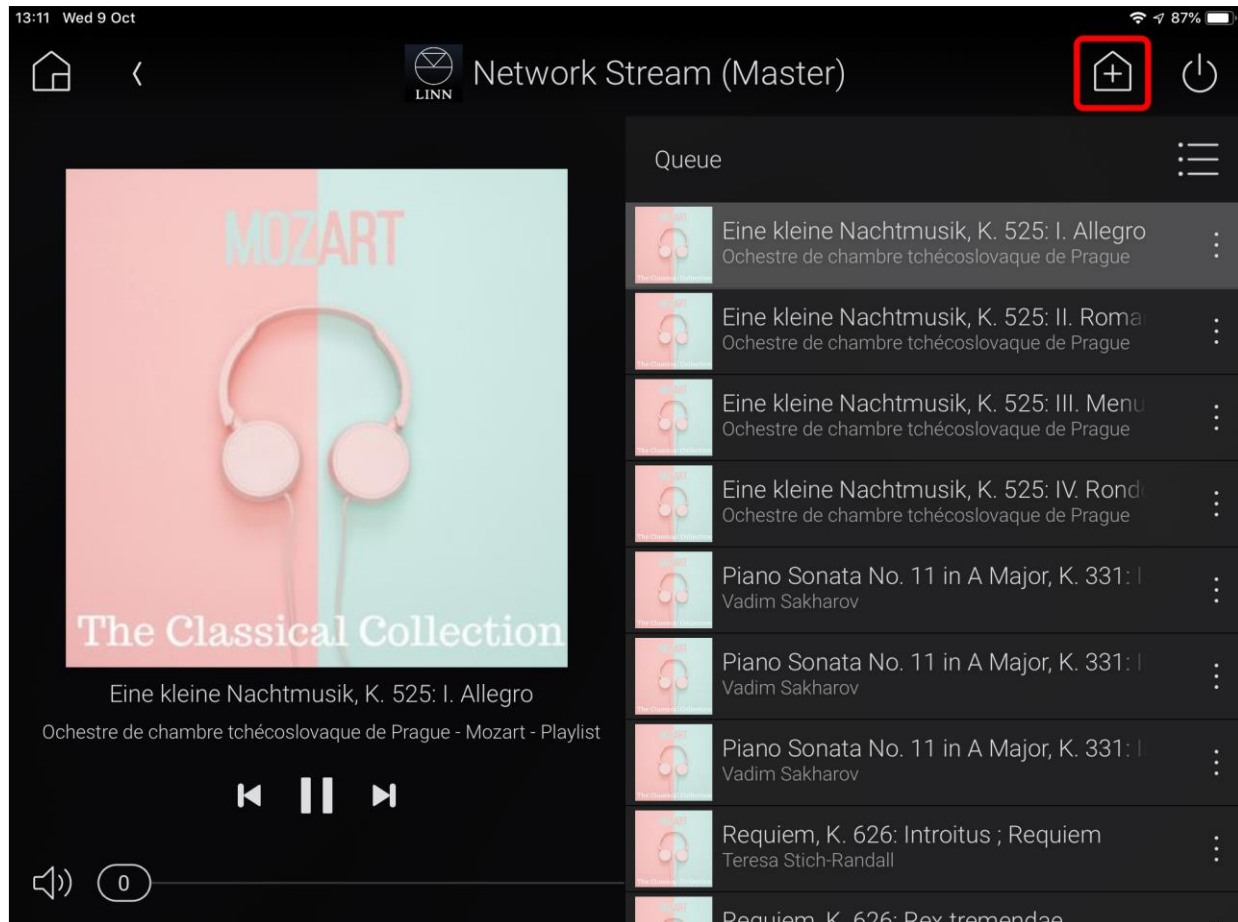 13:11 Wed 9 Oct
87%
LINN
Network Stream (Master)
MOZART
The Classical Collection
Eine kleine Nachtmusik, K. 525: I. Allegro
Ochestre de chambre tchécoslovaque de Prague - Mozart - Playlist
0
Queue
Eine kleine Nachtmusik, K. 525: I. Allegro
Ochestre de chambre tchécoslovaque de Prague
Eine kleine Nachtmusik, K. 525: II. Roma
Ochestre de chambre tchécoslovaque de Prague
Eine kleine Nachtmusik, K. 525: III. Menu
Ochestre de chambre tchécoslovaque de Prague
Eine kleine Nachtmusik, K. 525: IV. Rond
Ochestre de chambre tchécoslovaque de Prague
Piano Sonata No. 11 in A Major, K. 331:
Vadim Sakharov
Piano Sonata No. 11 in A Major, K. 331:
Vadim Sakharov
Piano Sonata No. 11 in A Major, K. 331:
Vadim Sakharov
Requiem, K. 626: Introitus ; Requiem
Teresa Stich-Randall
Requiem, K. 626: Rex tremendae